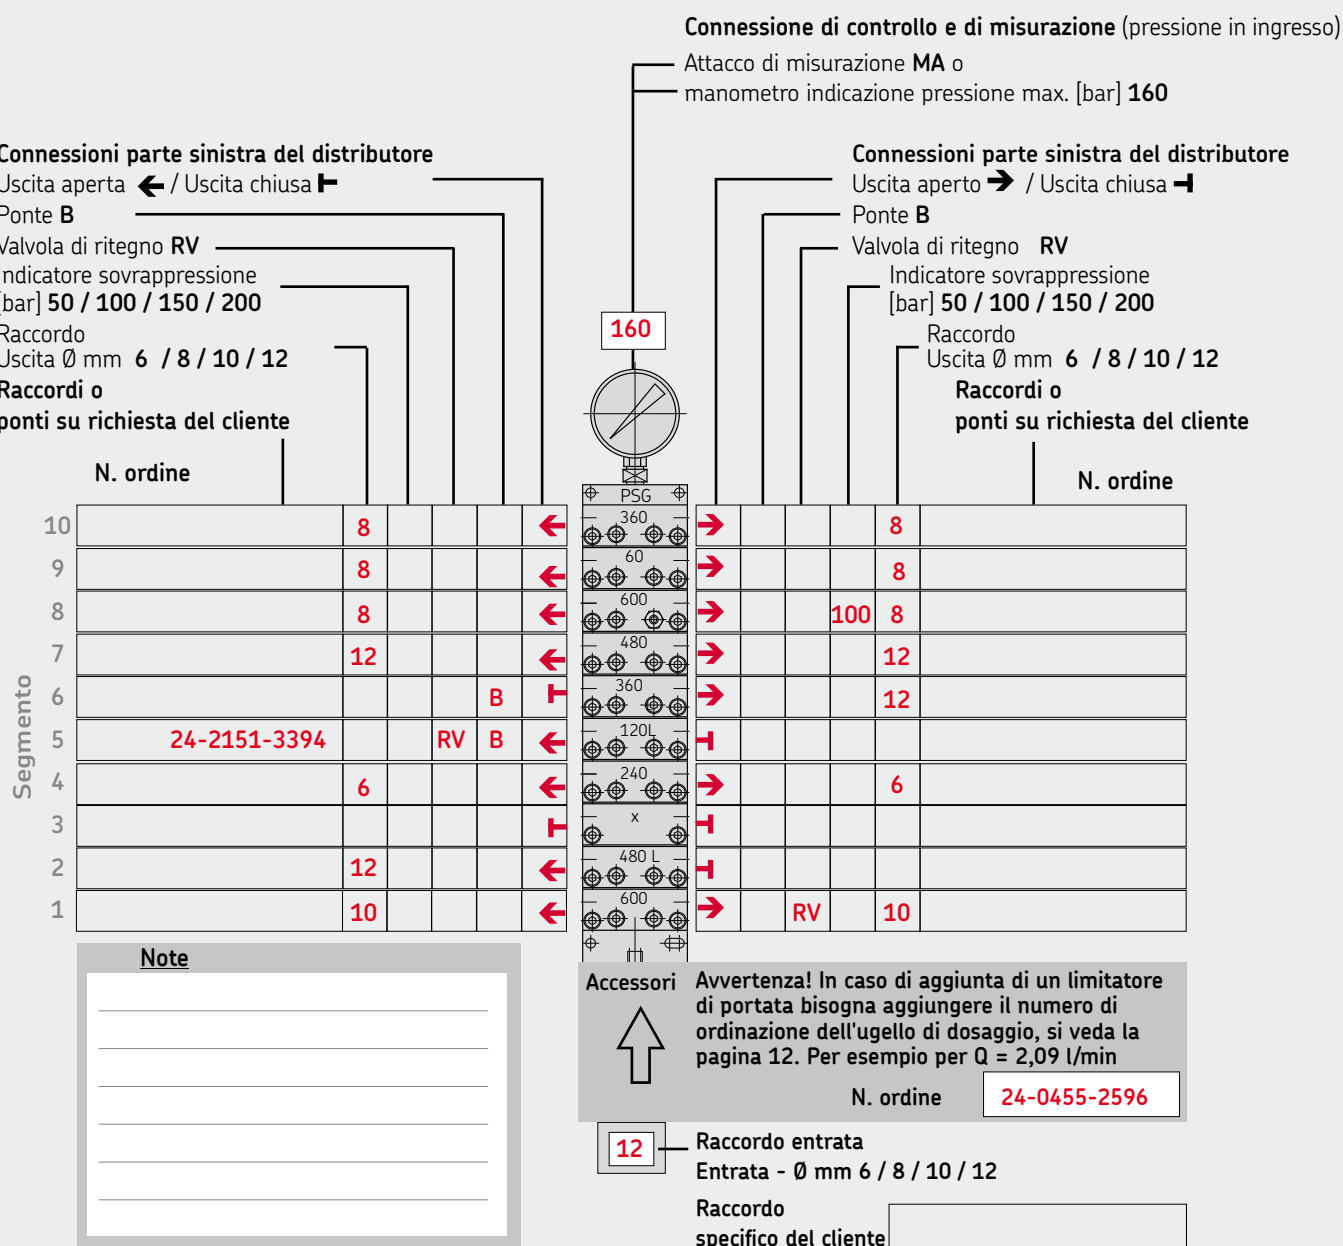 Connessione di controllo e di misurazione (pressione in ingresso)
Attacco di misurazione MA o
manometro indicazione pressione max. [bar] 160
Connessioni parte sinistra del distributore
Uscita aperta / Uscita chiusa
Ponte B
Valvola di ritegno RV
Indicatore sovrappressione
[bar] 50 / 100 / 150 / 200
Raccordo
Uscita Ø mm 6 / 8 / 10 / 12
Raccordi o
ponti su richiesta del cliente
N. ordine
Connessioni parte sinistra del distributore
Uscita aperto / Uscita chiusa
Ponte B
Valvola di ritegno RV
Indicatore sovrappressione
[bar] 50 / 100 / 150 / 200
Raccordo
Uscita Ø mm 6 / 8 / 10 / 12
Raccordi o
ponti su richiesta del cliente
N. ordine
160
PSG
Segmento
10 8 360 8
9 8 60 8
8 8 600 100 8
7 12 480 12
6 B 360 12
5 24-2151-3394 RV B 120L
4 6 240 6
3 x
2 12 480 L
1 10 600 RV 10
Note
Accessori
Avvertenza! In caso di aggiunta di un limitatore
di portata bisogna aggiungere il numero di
ordinazione dell'ugello di dosaggio, si veda la
pagina 12. Per esempio per Q = 2,09 l/min
N. ordine 24-0455-2596
12
Raccordo entrata
Entrata - Ø mm 6 / 8 / 10 / 12
Raccordo
specifico del cliente